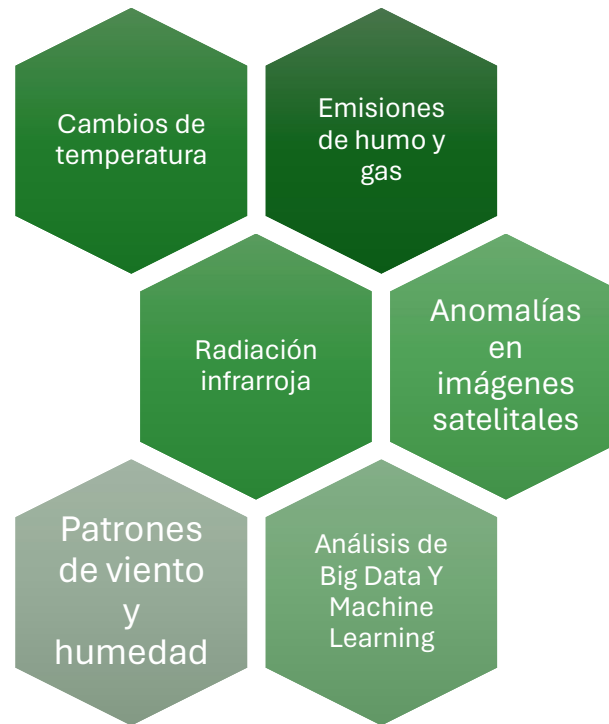 Cambios de
temperatura
Emisiones
de humo y
gas
Radiación
infrarroja
Anomalías
en
imágenes
satelitales
Patrones
de viento
y
humedad
Análisis de
Big Data Y
Machine
Learning